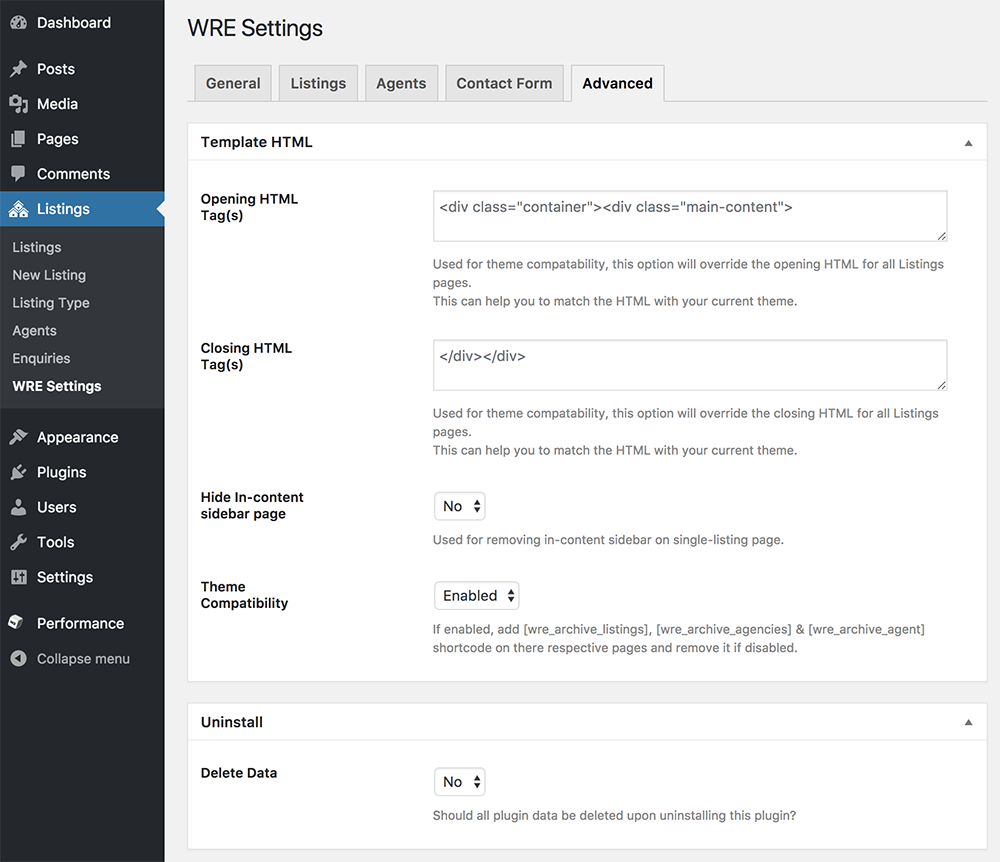 Dashboard
Posts
Media
Pages
Comments
Listings
Listings
New Listing
Listing Type
Agents
Enquiries
WRE Settings
Appearance
Plugins
Users
Tools
Settings
Performance
Collapse menu
WRE Settings
General
Listings
Agents
Contact Form
Advanced
Template HTML
Opening HTML
Tag(s)
<div class="container"><div class="main-content">
Used for theme compatability, this option will override the opening HTML for all Listings
pages.
This can help you to match the HTML with your current theme.
Closing HTML
Tag(s)
</div></div>
Used for theme compatability, this option will override the closing HTML for all Listings
pages.
This can help you to match the HTML with your current theme.
Hide In-content
sidebar page
No
Used for removing in-content sidebar on single-listing page.
Theme
Compatibility
Enabled
If enabled, add [wre_archive_listings], [wre_archive_agencies] & [wre_archive_agent]
shortcode on there respective pages and remove it if disabled.
Uninstall
Delete Data
No
Should all plugin data be deleted upon uninstalling this plugin?